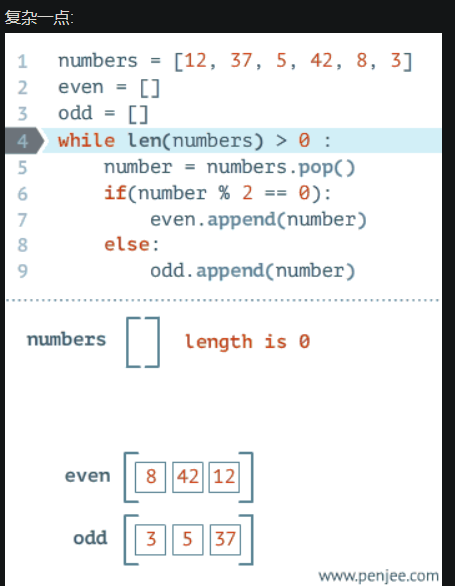 复杂一点:
1 numbers = [12, 37, 5, 42, 8, 3]
2 even = []
3 odd = []
4 while len(numbers) > 0 :
5 number = numbers.pop()
6 if(number % 2 == 0):
7 even.append(number)
8 else:
9 odd.append(number)
numbers [ ] length is 0
even [8 42 12]
odd [3 5 37]
www.penjee.com